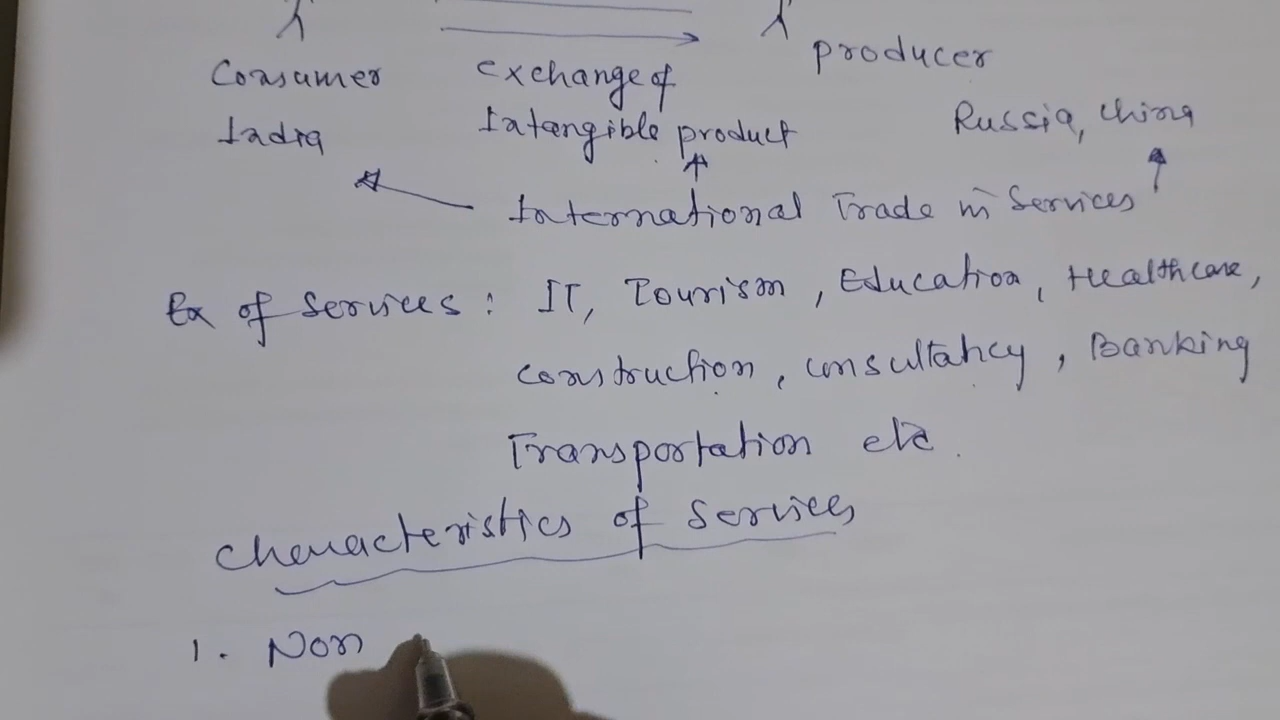 producer
Consumer
exchange of
India
Intangible product
Russia, China
International Trade in Services
Ex of Services : IT, Tourism, Education, Healthcare,
construction, consultancy, Banking
Transportation etc.
Characteristics of Services
1. Non